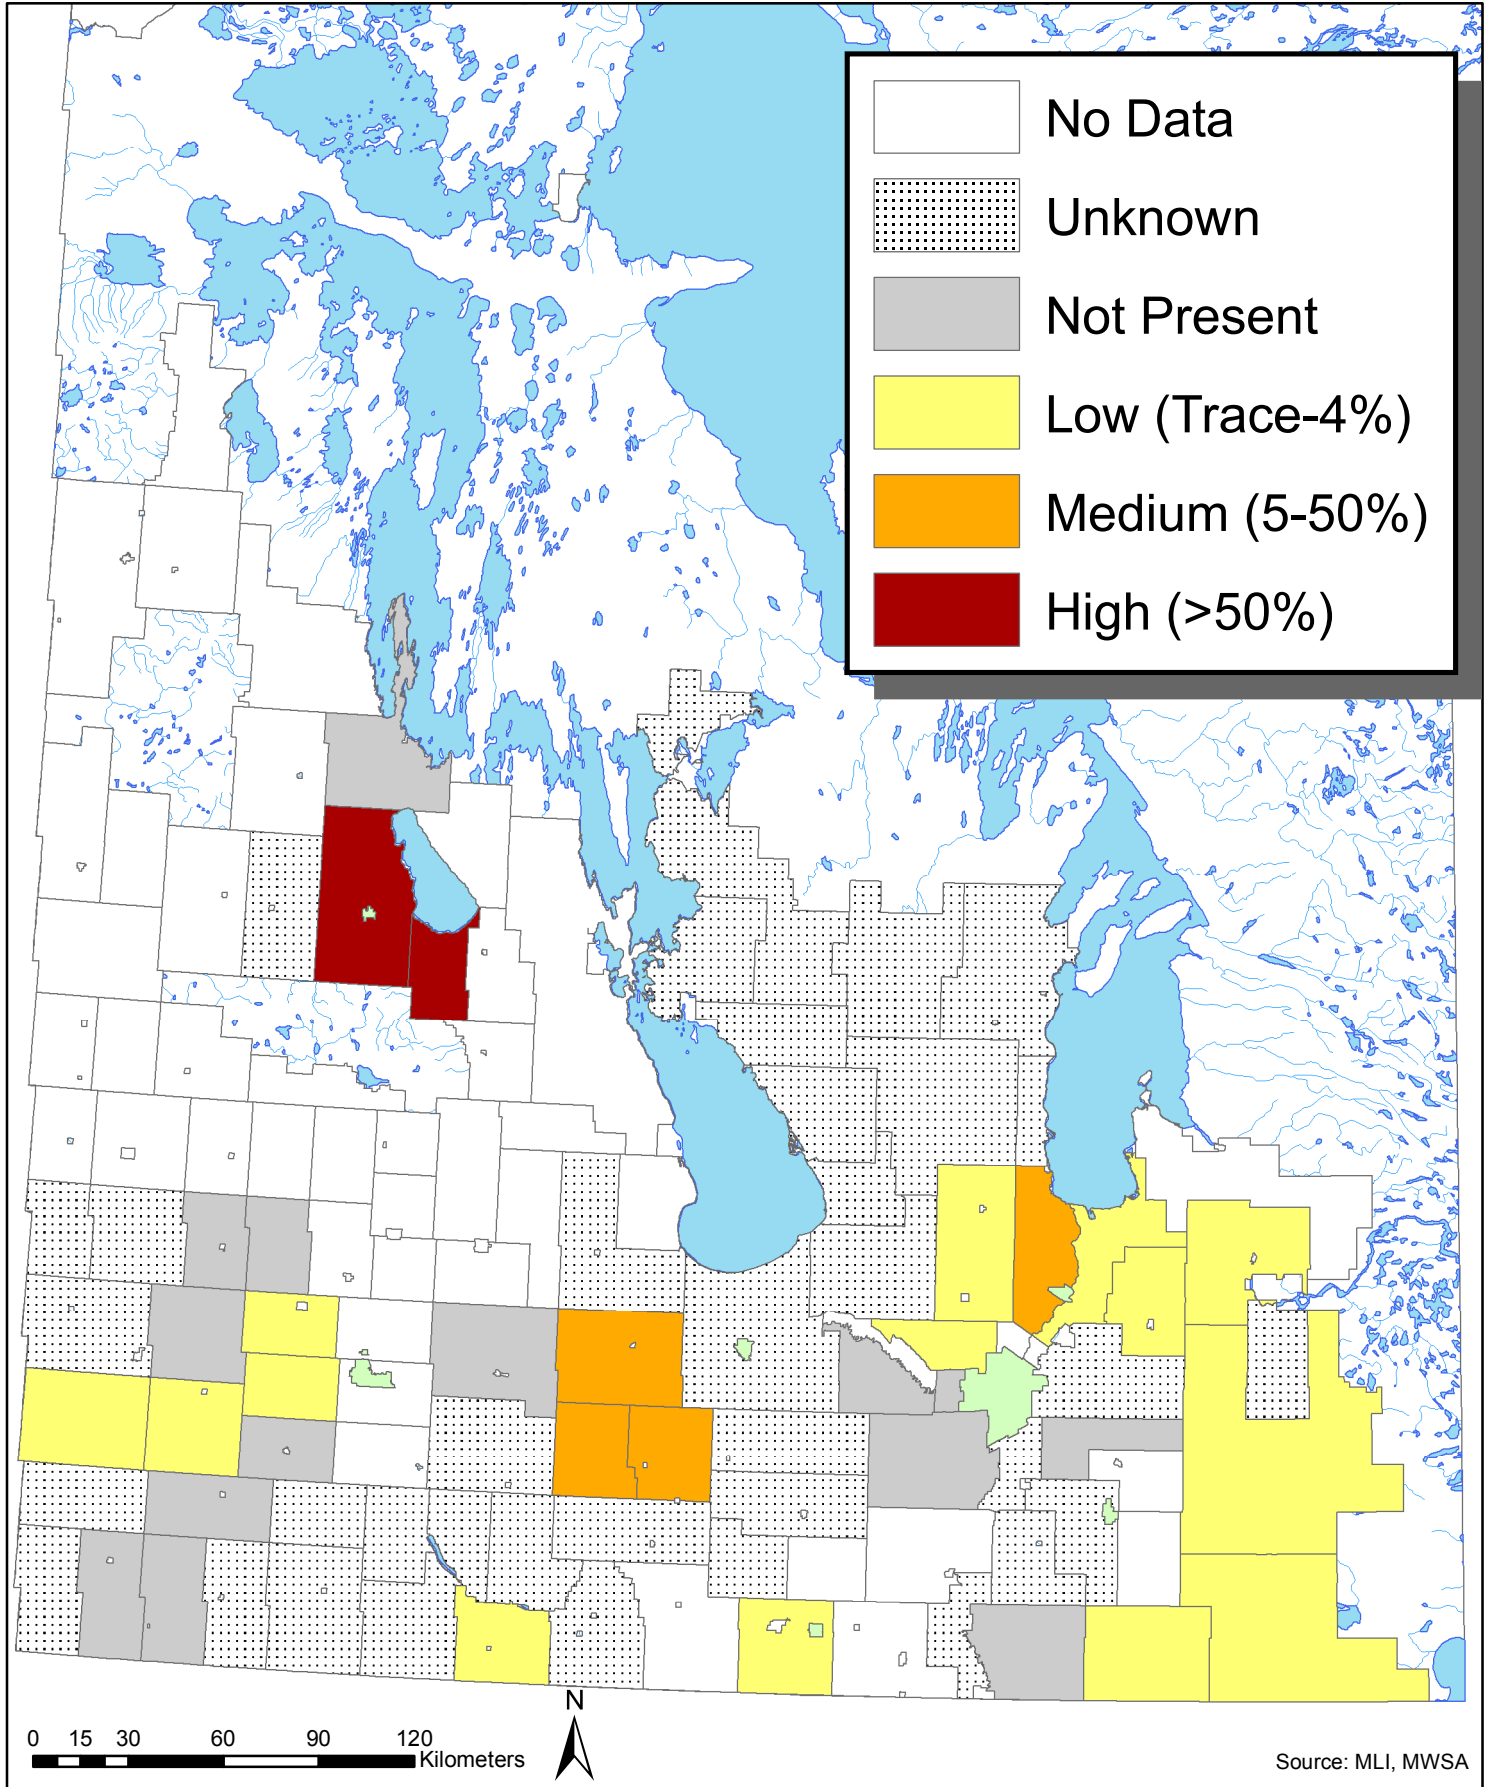 No Data
Unknown
Not Present
Low (Trace-4%)
Medium (5-50%)
High (>50%)
N
0 15 30 60 90 120
Kilometers
Source: MLI, MWSA